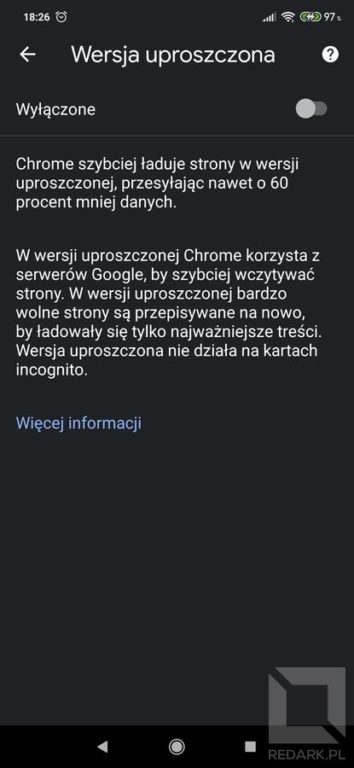 18:26 97%
Wersja uproszczona ?
Wyłączone
Chrome szybciej ładuje strony w wersji
uproszczonej, przesyłając nawet o 60
procent mniej danych.
W wersji uproszczonej Chrome korzysta z
serwerów Google, by szybciej wczytywać
strony. W wersji uproszczonej bardzo
wolne strony są przepisywane na nowo,
by ładowały się tylko najważniejsze treści.
Wersja uproszczona nie działa na kartach
incognito.
Więcej informacji
REDARK.PL